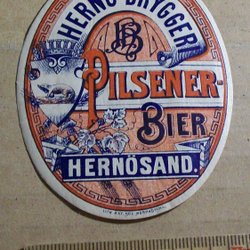 HERNÖ BRYGGERI
PILSENER-
BIER
HERNÖSAND.